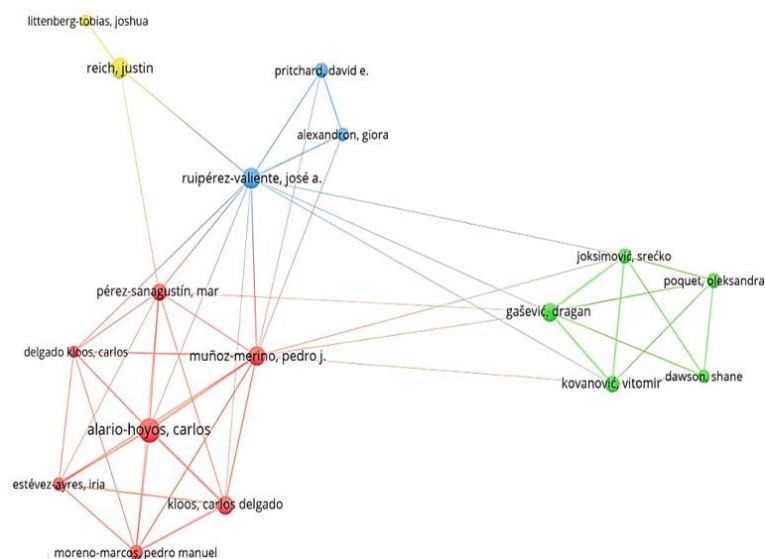 littenberg-tobias, joshua
reich, justin
pritchard, david e.
alexandron, giora
ruipérez-valiente, josé a.
joksimović, srećko
poquet, oleksandra
pérez-sanagustín, mar
gašević, dragan
delgado kloos, carlos
muñoz-merino, pedro j.
dawson, shane
kovanović, vitomir
alario-hoyos, carlos
estévez-ayres, iria
kloos, carlos delgado
moreno-marcos, pedro manuel